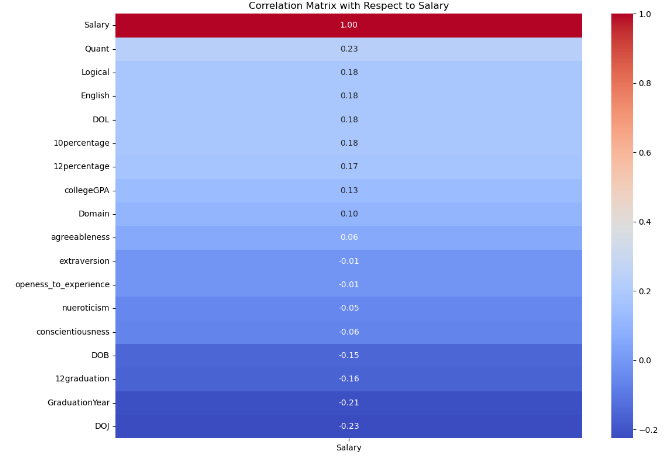 Correlation Matrix with Respect to Salary
Salary 1.00
Quant 0.23
Logical 0.18
English 0.18
DOL 0.18
10percentage 0.18
12percentage 0.17
collegeGPA 0.13
Domain 0.10
agreeableness 0.06
extraversion -0.01
openess_to_experience -0.01
nueroticism -0.05
conscientiousness -0.06
DOB -0.15
12graduation -0.16
GraduationYear -0.21
DOJ -0.23
Salary
1.0
0.8
0.6
0.4
0.2
0.0
−0.2